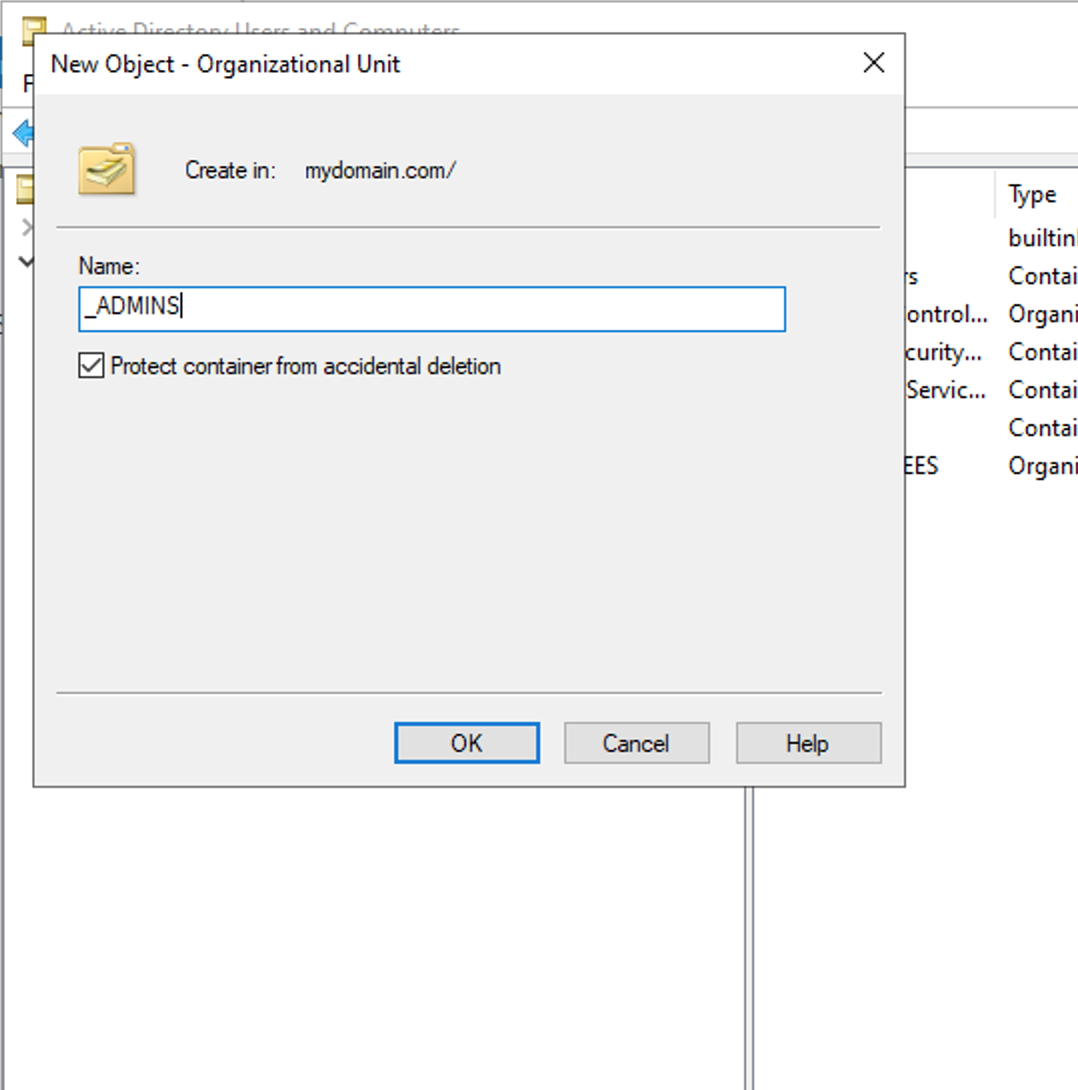 Active Directory Users and Computers
New Object - Organizational Unit
F
Create in: mydomain.com/
Name:
_ADMINS
Protect container from accidental deletion
OK
Cancel
Help
Type
builtin
rs Contai
ontrol... Organi
curity... Contai
Servic... Contai
Contai
EES Organi